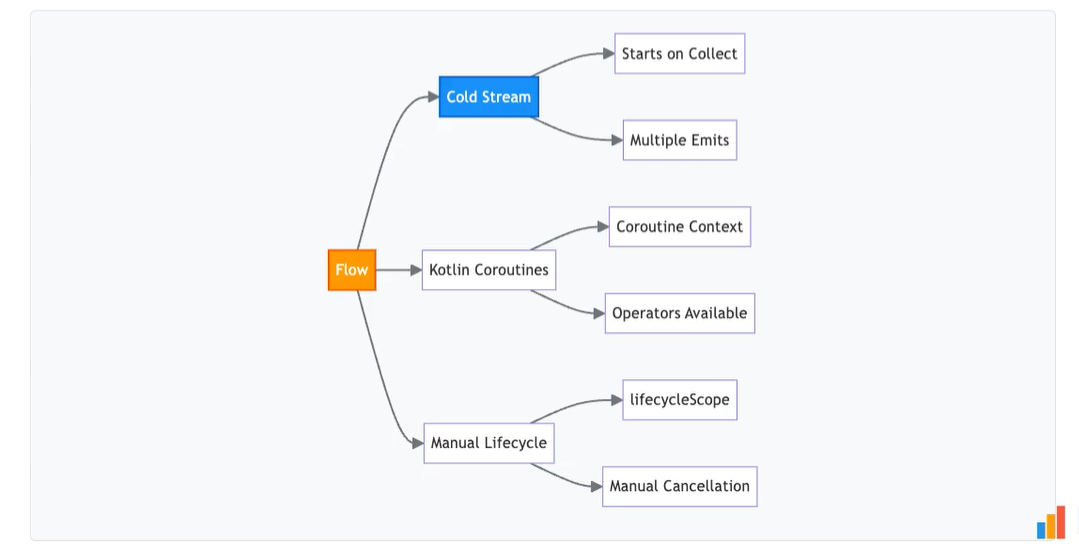 Starts on Collect
Cold Stream
Multiple Emits
Coroutine Context
Flow
Kotlin Coroutines
Operators Available
lifecycleScope
Manual Lifecycle
Manual Cancellation